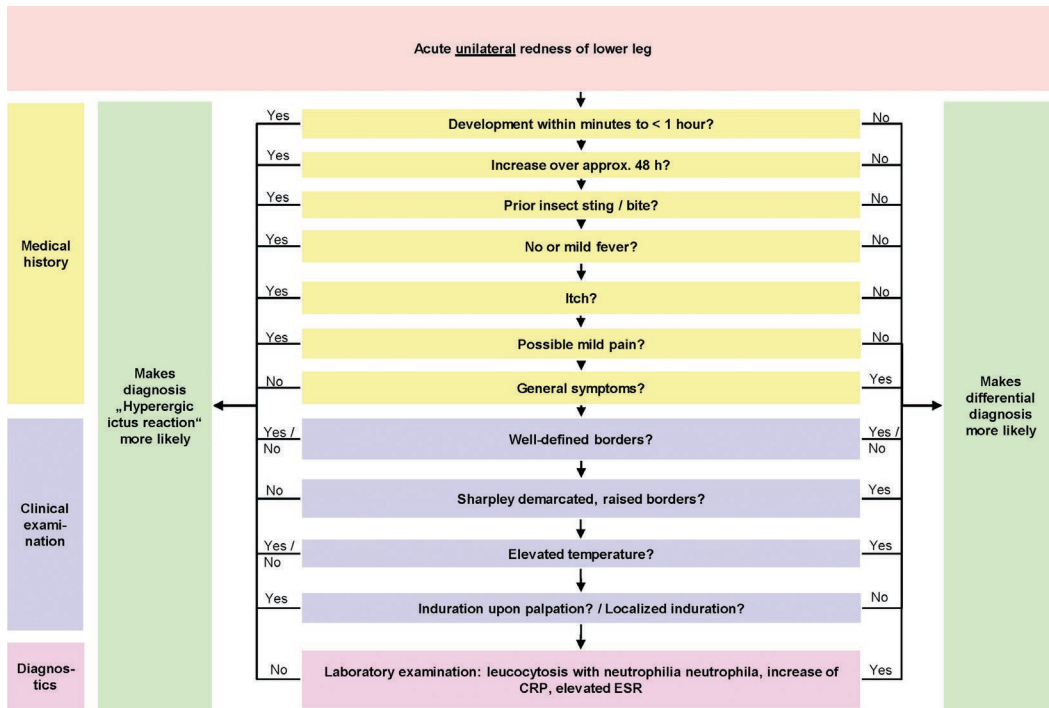 Acute unilateral redness of lower leg
Yes
Development within minutes to < 1 hour?
No
Yes
Increase over approx. 48 h?
No
Yes
Prior insect sting / bite?
No
Medical
history
Yes
No or mild fever?
No
Yes
Itch?
No
Yes
Possible mild pain?
No
Makes
diagnosis
„Hyperergic
ictus reaction“
more likely
No
General symptoms?
Yes
Makes
differential
diagnosis
more likely
Yes /
No
Well-defined borders?
Yes /
No
Clinical
exami-
nation
No
Sharpley demarcated, raised borders?
Yes
Yes /
No
Elevated temperature?
Yes
Yes
Induration upon palpation? / Localized induration?
No
Diagnos-
tics
No
Laboratory examination: leucocytosis with neutrophilia neutrophila, increase of
CRP, elevated ESR
Yes